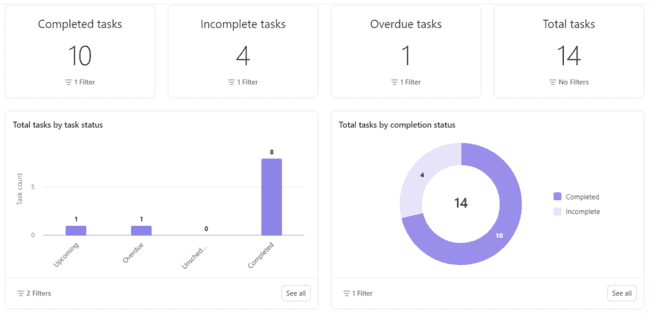 Completed tasks
10
1 Filter
Incomplete tasks
4
1 Filter
Overdue tasks
1
1 Filter
Total tasks
14
No Filters
Total tasks by task status
Task count
5
0
1
1
0
8
Upcoming
Overdue
Unsched...
Completed
2 Filters
See all
Total tasks by completion status
4
14
10
Completed
Incomplete
1 Filter
See all